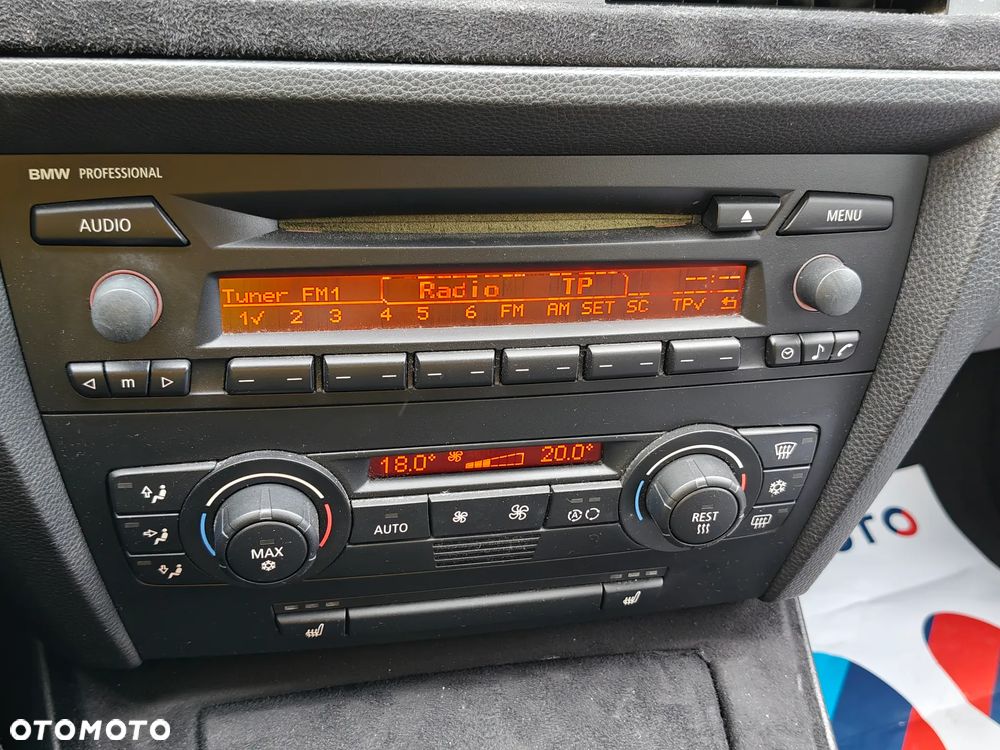 BMW PROFESSIONAL
AUDIO
MENU
Tuner FM1 Radio TP --:--
1✓ 2 3 4 5 6 FM AM SET SC TP✓
m
18.0° 20.0°
AUTO
MAX
A
REST
UTO
OTOMOTO